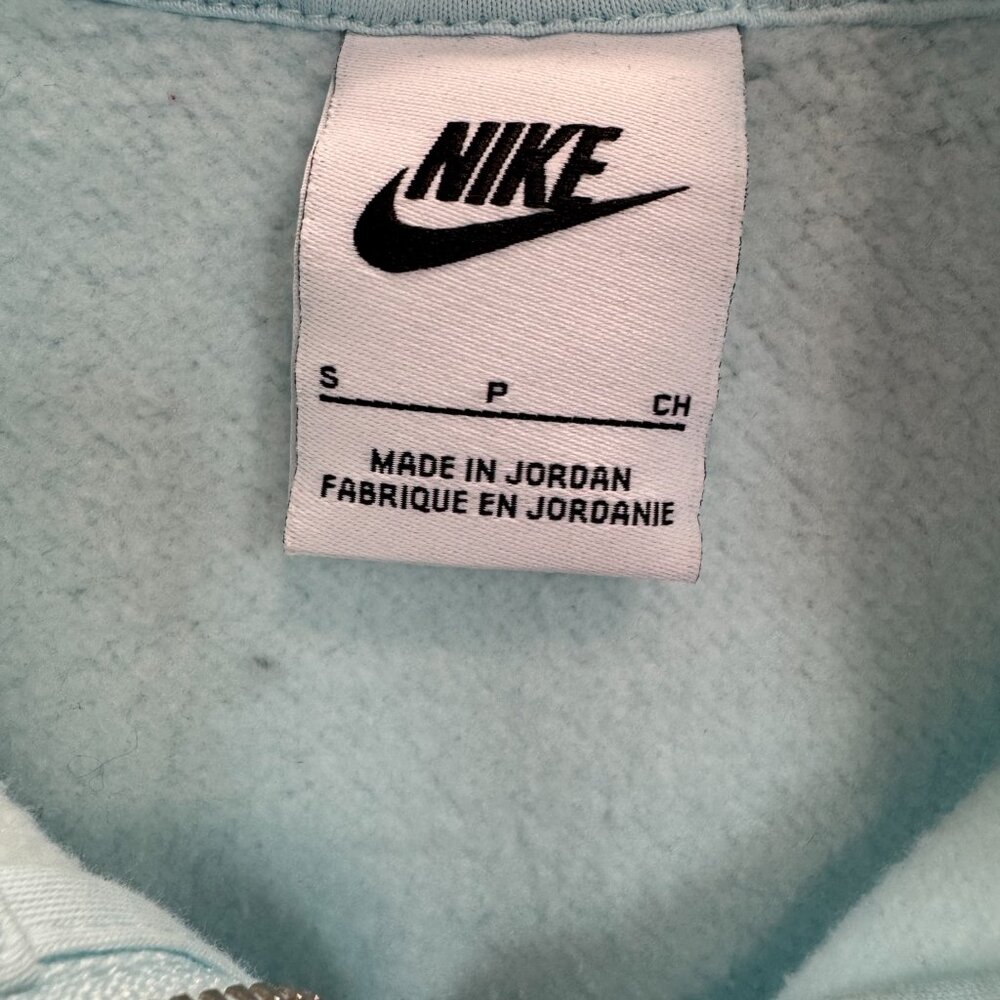 NIKE
S P CH
MADE IN JORDAN
FABRIQUE EN JORDANIE